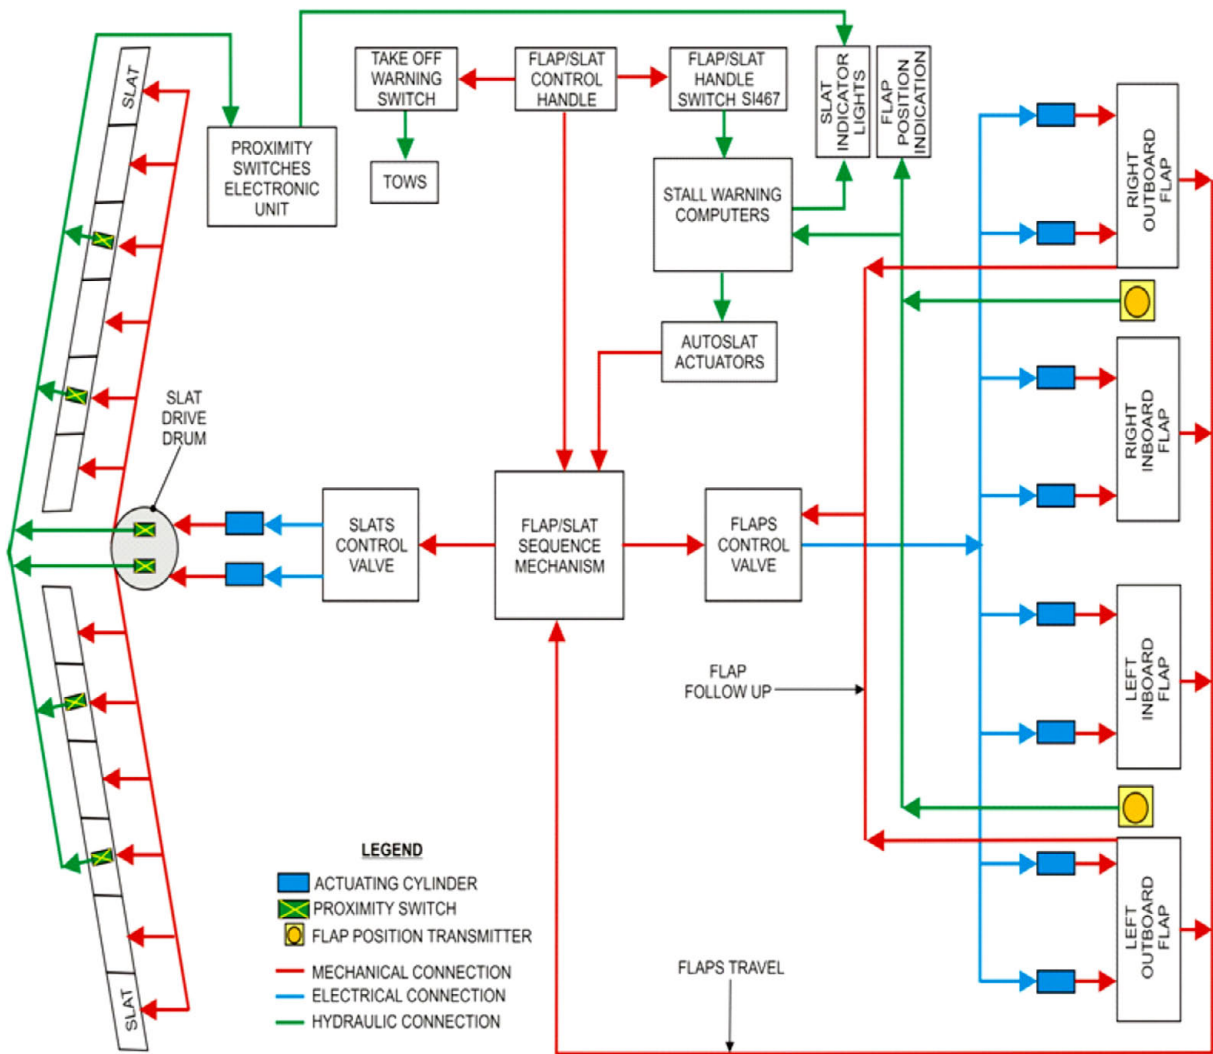 SLAT
PROXIMITY
SWITCHES
ELECTRONIC
UNIT
TAKE OFF
WARNING
SWITCH
TOWS
FLAP/SLAT
CONTROL
HANDLE
FLAP/SLAT
HANDLE
SWITCH SI467
SLAT
INDICATOR
LIGHTS
FLAP
POSITION
INDICATION
STALL WARNING
COMPUTERS
AUTOSLAT
ACTUATORS
RIGHT
OUTBOARD
FLAP
RIGHT
INBOARD
FLAP
SLAT
DRIVE
DRUM
SLATS
CONTROL
VALVE
FLAP/SLAT
SEQUENCE
MECHANISM
FLAPS
CONTROL
VALVE
LEFT
INBOARD
FLAP
FLAP
FOLLOW UP
LEFT
OUTBOARD
FLAP
FLAPS TRAVEL
SLAT
LEGEND
ACTUATING CYLINDER
PROXIMITY SWITCH
FLAP POSITION TRANSMITTER
MECHANICAL CONNECTION
ELECTRICAL CONNECTION
HYDRAULIC CONNECTION